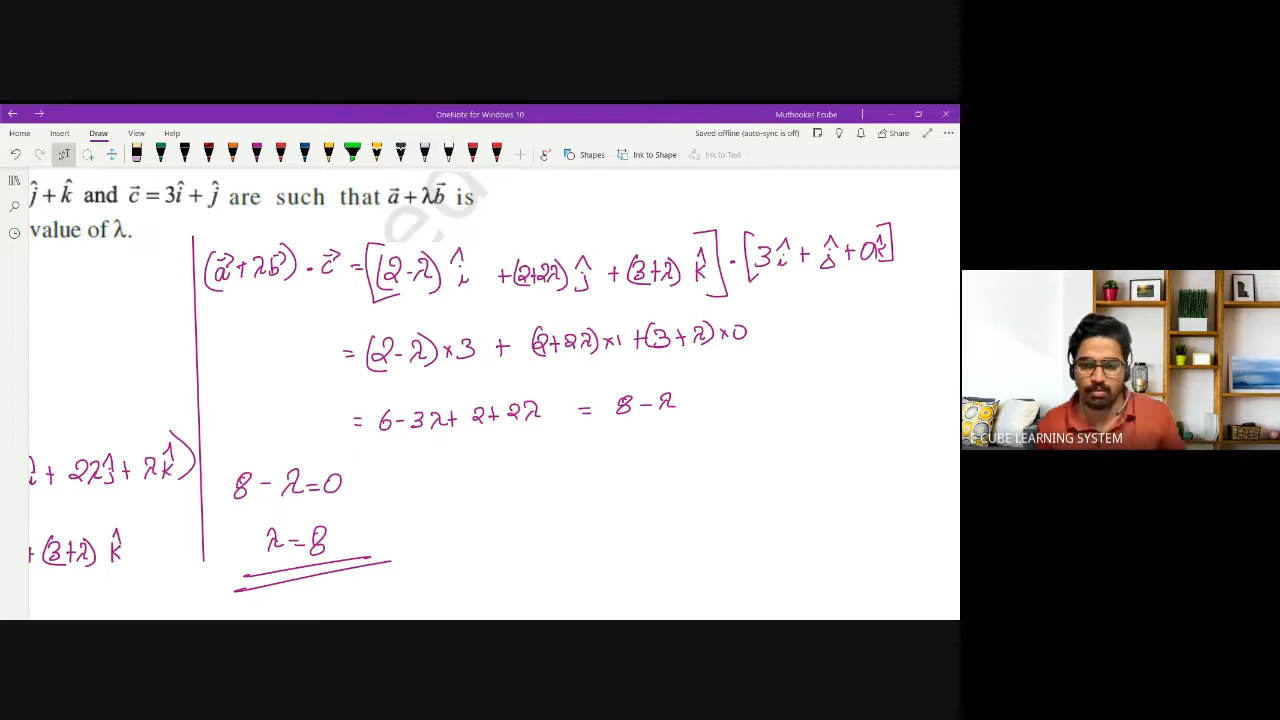 OneNote for Windows 10
Muthookas Ecube
Home Insert Draw View Help
Saved offline (auto-sync is off)
Share
Shapes
Ink to Shape
Ink to Text
ĵ + k̂ and c⃗ = 3î + ĵ are such that a⃗ + λb⃗ is
value of λ.
(a⃗ + λb⃗) · c⃗ = [(2-λ) î + (2+2λ) ĵ + (3+λ) k̂] · [3î + ĵ + 0k̂]
= (2-λ)×3 + (2+2λ)×1 + (3+λ)×0
= 6-3λ+ 2+2λ = 8-λ
î + 2λĵ + λk̂)
8-λ=0
λ=8
+(3+λ) k̂
E CUBE LEARNING SYSTEM